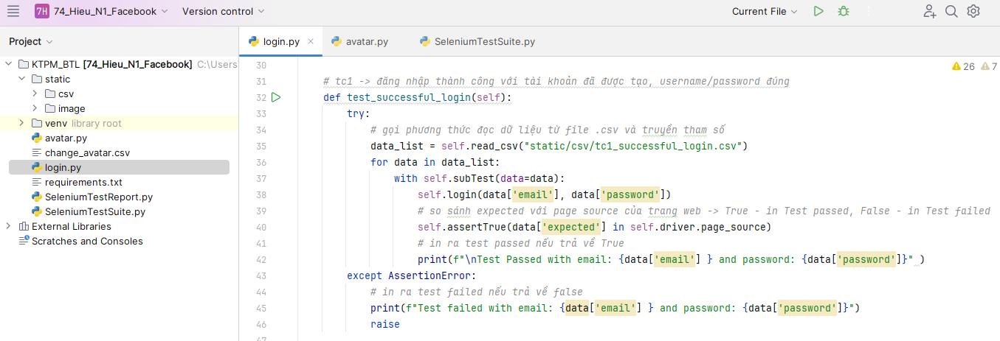 7H 74_Hieu_N1_Facebook Version control Current File
Project
login.py avatar.py SeleniumTestSuite.py
KTPM_BTL [74_Hieu_N1_Facebook] C:\Users
static
csv
image
venv library root
avatar.py
change_avatar.csv
login.py
requirements.txt
SeleniumTestReport.py
SeleniumTestSuite.py
External Libraries
Scratches and Consoles
26 7
30
31 # tc1 -> đăng nhập thành công với tài khoản đã được tạo, username/password đúng
32 def test_successful_login(self):
33 try:
34 # gọi phương thức đọc dữ liệu từ file .csv và truyền tham số
35 data_list = self.read_csv("static/csv/tc1_successful_login.csv")
36 for data in data_list:
37 with self.subTest(data=data):
38 self.login(data['email'], data['password'])
39 # so sánh expected với page source của trang web -> True - in Test passed, False - in Test failed
40 self.assertTrue(data['expected'] in self.driver.page_source)
41 # in ra test passed nếu trả về True
42 print(f"\nTest Passed with email: {data['email'] } and password: {data['password']}" )
43 except AssertionError:
44 # in ra test failed nếu trả về false
45 print(f"Test failed with email: {data['email'] } and password: {data['password']}")
46 raise
47